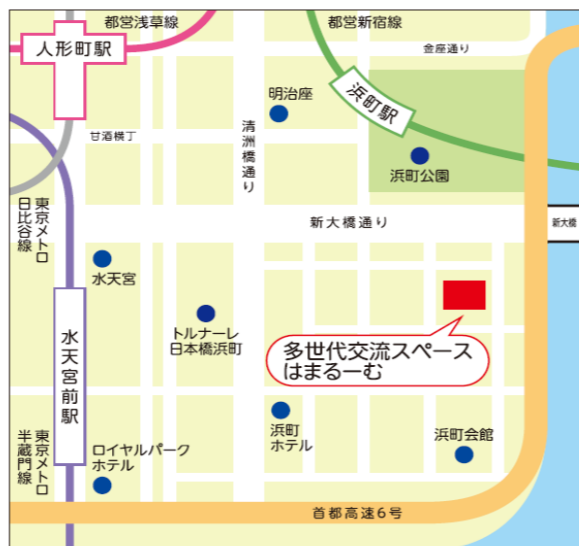 都営浅草線
都営新宿線
人形町駅
金座通り
明治座
浜町駅
甘酒横丁
清洲橋通り
浜町公園
東京メトロ
日比谷線
新大橋通り
新大橋
水天宮
トルナーレ
日本橋浜町
多世代交流スペース
はまるーむ
水天宮前駅
浜町
ホテル
浜町会館
東京メトロ
半蔵門線
ロイヤルパーク
ホテル
首都高速6号